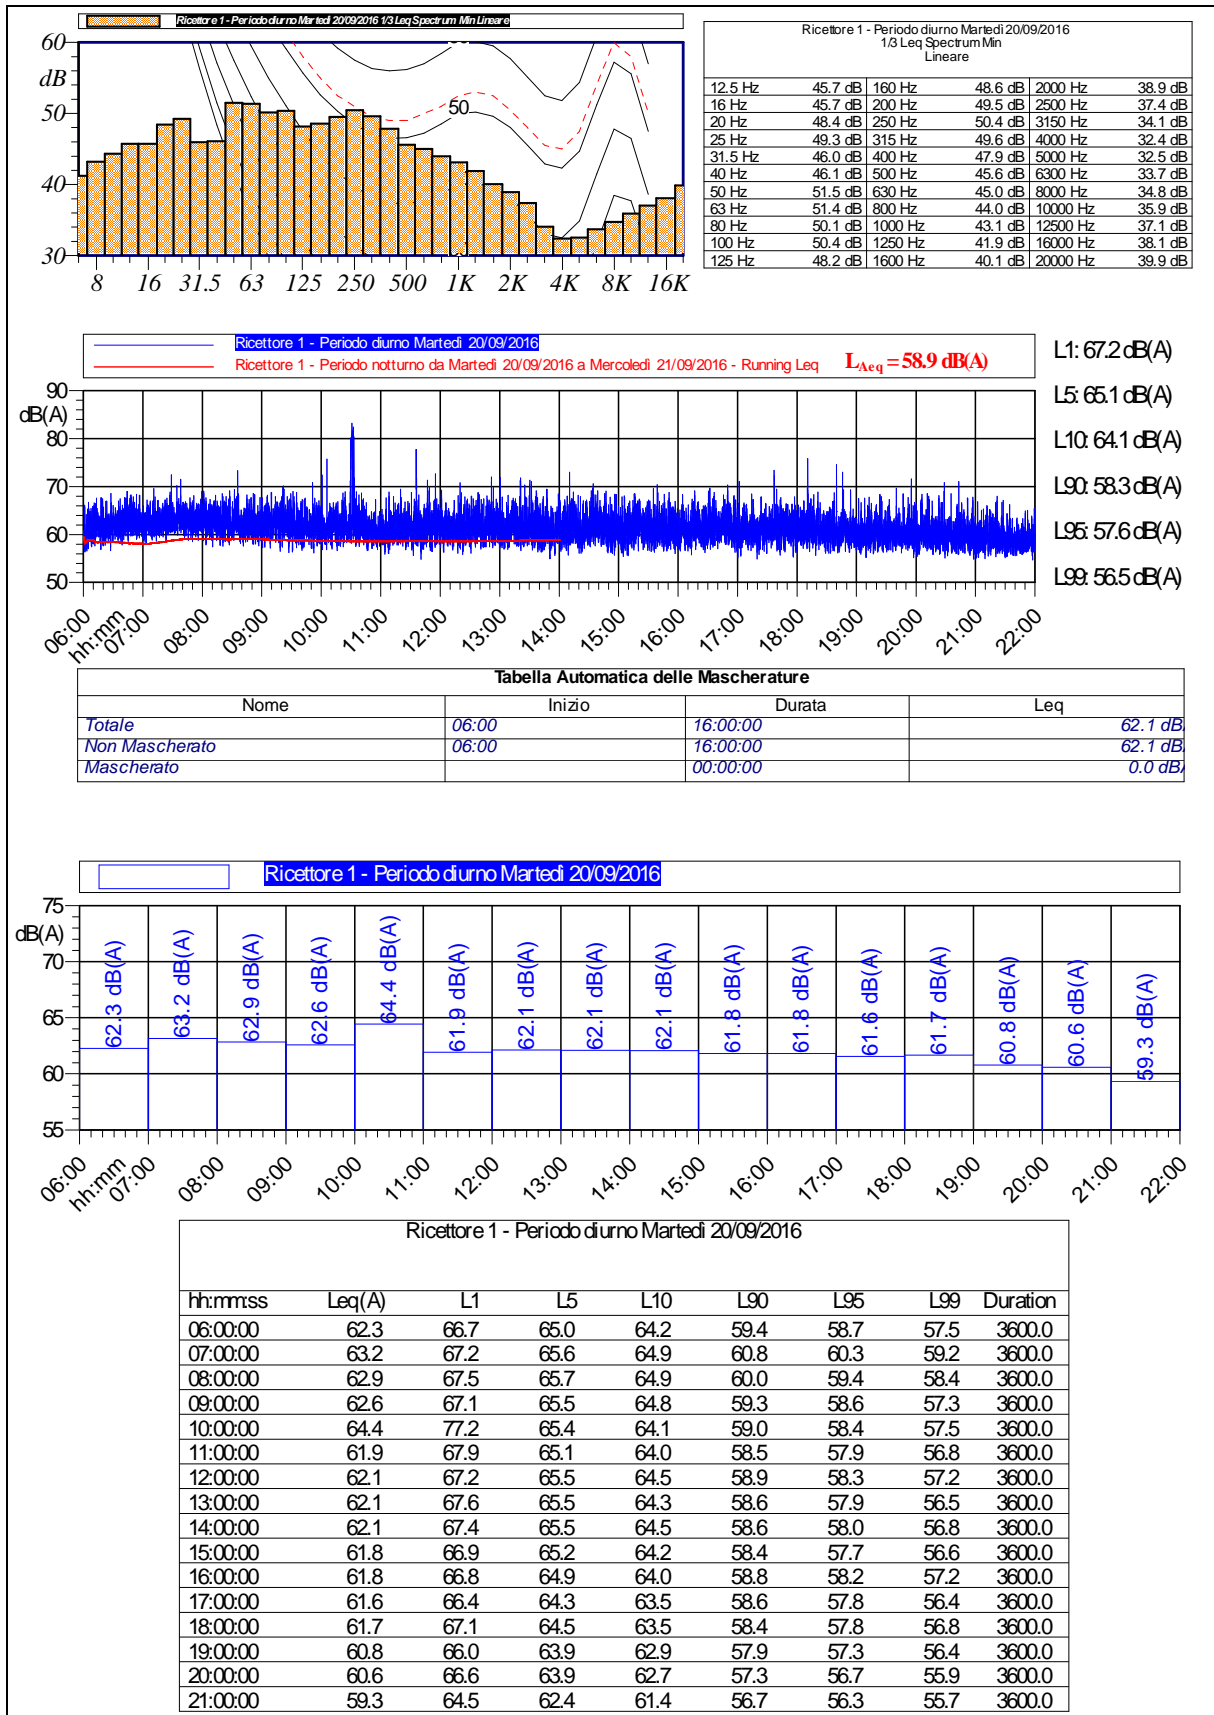 Ricettore 1 - Periodo diurno Martedì 20/09/2016 1/3 Leq Spectrum Min Lineare
60
dB
50
40
30
50
8 16 31.5 63 125 250 500 1K 2K 4K 8K 16K
Ricettore 1 - Periodo diurno Martedì 20/09/2016
1/3 Leq Spectrum Min
Lineare
12.5 Hz 45.7 dB 160 Hz 48.6 dB 2000 Hz 38.9 dB
16 Hz 45.7 dB 200 Hz 49.5 dB 2500 Hz 37.4 dB
20 Hz 48.4 dB 250 Hz 50.4 dB 3150 Hz 34.1 dB
25 Hz 49.3 dB 315 Hz 49.6 dB 4000 Hz 32.4 dB
31.5 Hz 46.0 dB 400 Hz 47.9 dB 5000 Hz 32.5 dB
40 Hz 46.1 dB 500 Hz 45.6 dB 6300 Hz 33.7 dB
50 Hz 51.5 dB 630 Hz 45.0 dB 8000 Hz 34.8 dB
63 Hz 51.4 dB 800 Hz 44.0 dB 10000 Hz 35.9 dB
80 Hz 50.1 dB 1000 Hz 43.1 dB 12500 Hz 37.1 dB
100 Hz 50.4 dB 1250 Hz 41.9 dB 16000 Hz 38.1 dB
125 Hz 48.2 dB 1600 Hz 40.1 dB 20000 Hz 39.9 dB
Ricettore 1 - Periodo diurno Martedì 20/09/2016
Ricettore 1 - Periodo notturno da Martedì 20/09/2016 a Mercoledì 21/09/2016 - Running Leq LAeq = 58.9 dB(A)
90
dB(A)
80
70
60
50
06:00 07:00 08:00 09:00 10:00 11:00 12:00 13:00 14:00 15:00 16:00 17:00 18:00 19:00 20:00 21:00 22:00
hh:mm
L1: 67.2 dB(A)
L5: 65.1 dB(A)
L10: 64.1 dB(A)
L90: 58.3 dB(A)
L95: 57.6 dB(A)
L99: 56.5 dB(A)
Tabella Automatica delle Mascherature
Nome Inizio Durata Leq
Totale 06:00 16:00:00 62.1 dB
Non Mascherato 06:00 16:00:00 62.1 dB
Mascherato 00:00:00 0.0 dB
Ricettore 1 - Periodo diurno Martedì 20/09/2016
75
dB(A)
70
65
60
55
62.3 dB(A) 63.2 dB(A) 62.9 dB(A) 62.6 dB(A) 64.4 dB(A) 61.9 dB(A) 62.1 dB(A) 62.1 dB(A) 62.1 dB(A) 61.8 dB(A) 61.8 dB(A) 61.6 dB(A) 61.7 dB(A) 60.8 dB(A) 60.6 dB(A) 59.3 dB(A)
06:00 07:00 08:00 09:00 10:00 11:00 12:00 13:00 14:00 15:00 16:00 17:00 18:00 19:00 20:00 21:00 22:00
hh:mm
Ricettore 1 - Periodo diurno Martedì 20/09/2016
hh:mm:ss Leq(A) L1 L5 L10 L90 L95 L99 Duration
06:00:00 62.3 66.7 65.0 64.2 59.4 58.7 57.5 3600.0
07:00:00 63.2 67.2 65.6 64.9 60.8 60.3 59.2 3600.0
08:00:00 62.9 67.5 65.7 64.9 60.0 59.4 58.4 3600.0
09:00:00 62.6 67.1 65.5 64.8 59.3 58.6 57.3 3600.0
10:00:00 64.4 77.2 65.4 64.1 59.0 58.4 57.5 3600.0
11:00:00 61.9 67.9 65.1 64.0 58.5 57.9 56.8 3600.0
12:00:00 62.1 67.2 65.5 64.5 58.9 58.3 57.2 3600.0
13:00:00 62.1 67.6 65.5 64.3 58.6 57.9 56.5 3600.0
14:00:00 62.1 67.4 65.5 64.5 58.6 58.0 56.8 3600.0
15:00:00 61.8 66.9 65.2 64.2 58.4 57.7 56.6 3600.0
16:00:00 61.8 66.8 64.9 64.0 58.8 58.2 57.2 3600.0
17:00:00 61.6 66.4 64.3 63.5 58.6 57.8 56.4 3600.0
18:00:00 61.7 67.1 64.5 63.5 58.4 57.8 56.8 3600.0
19:00:00 60.8 66.0 63.9 62.9 57.9 57.3 56.4 3600.0
20:00:00 60.6 66.6 63.9 62.7 57.3 56.7 55.9 3600.0
21:00:00 59.3 64.5 62.4 61.4 56.7 56.3 55.7 3600.0